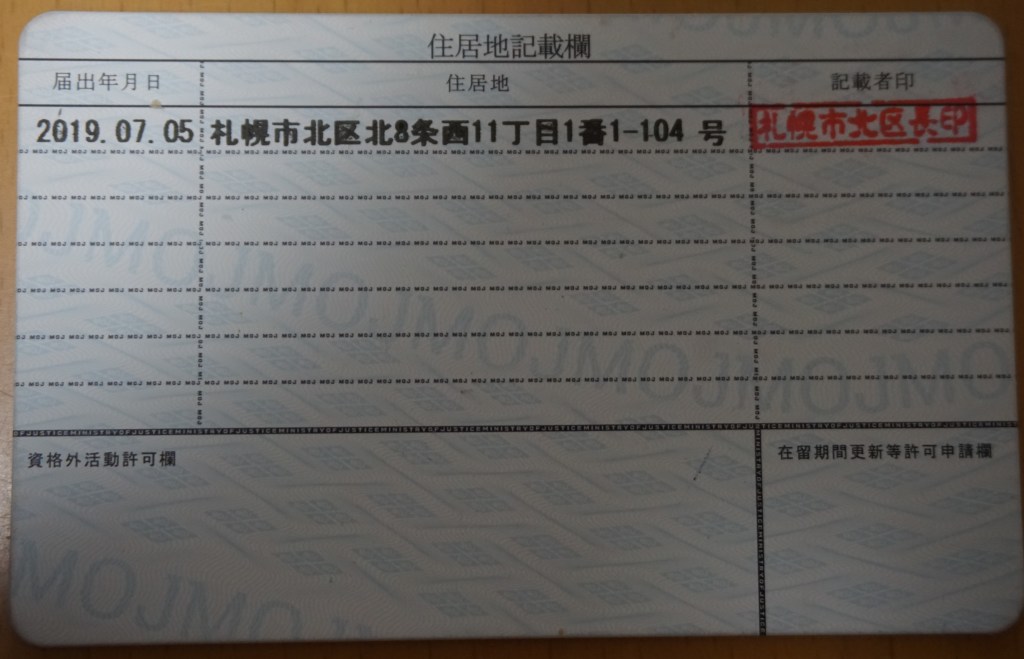 住居地記載欄
届出年月日 住居地 記載者印
2019.07.05 札幌市北区北8条西11丁目1番1-104 号 札幌市北区長印
資格外活動許可欄 在留期間更新等許可申請欄
MOJMOJMOJMOJMOJMO
MOJMOJMO